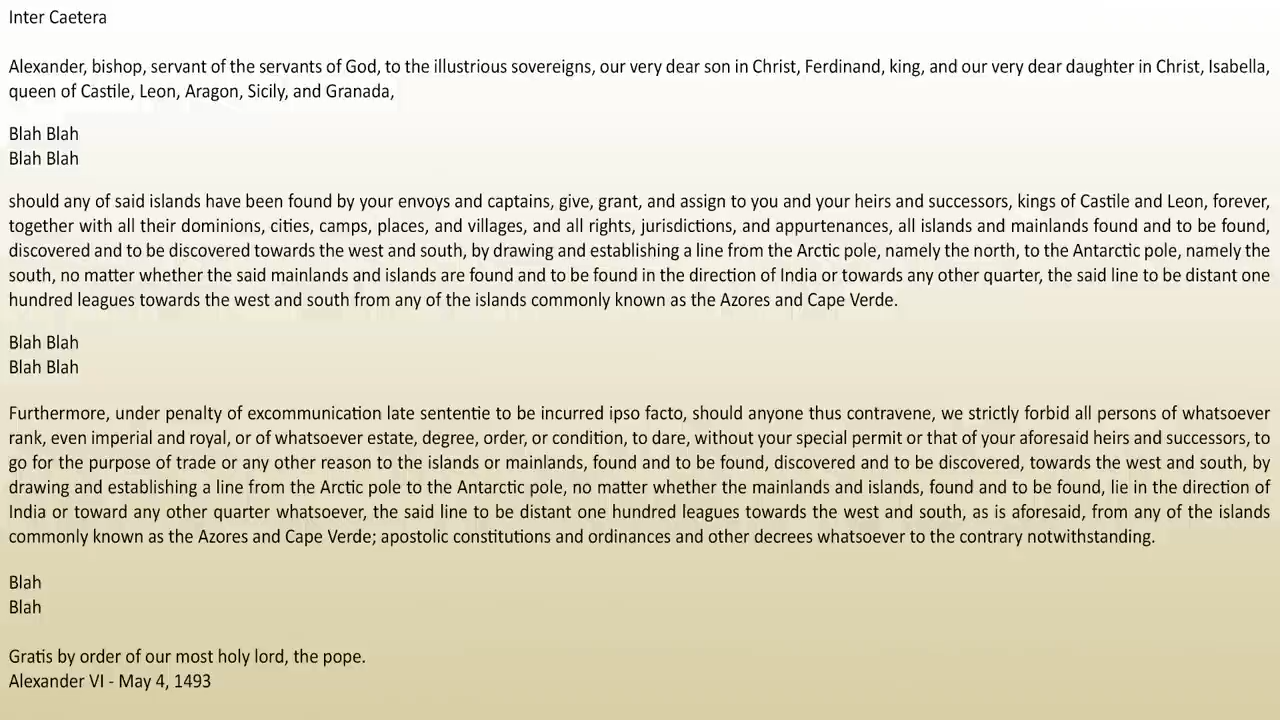 Inter Caetera
Alexander, bishop, servant of the servants of God, to the illustrious sovereigns, our very dear son in Christ, Ferdinand, king, and our very dear daughter in Christ, Isabella,
queen of Castile, Leon, Aragon, Sicily, and Granada,
Blah Blah
Blah Blah
should any of said islands have been found by your envoys and captains, give, grant, and assign to you and your heirs and successors, kings of Castile and Leon, forever,
together with all their dominions, cities, camps, places, and villages, and all rights, jurisdictions, and appurtenances, all islands and mainlands found and to be found,
discovered and to be discovered towards the west and south, by drawing and establishing a line from the Arctic pole, namely the north, to the Antarctic pole, namely the
south, no matter whether the said mainlands and islands are found and to be found in the direction of India or towards any other quarter, the said line to be distant one
hundred leagues towards the west and south from any of the islands commonly known as the Azores and Cape Verde.
Blah Blah
Blah Blah
Furthermore, under penalty of excommunication late sententie to be incurred ipso facto, should anyone thus contravene, we strictly forbid all persons of whatsoever
rank, even imperial and royal, or of whatsoever estate, degree, order, or condition, to dare, without your special permit or that of your aforesaid heirs and successors, to
go for the purpose of trade or any other reason to the islands or mainlands, found and to be found, discovered and to be discovered, towards the west and south, by
drawing and establishing a line from the Arctic pole to the Antarctic pole, no matter whether the mainlands and islands, found and to be found, lie in the direction of
India or toward any other quarter whatsoever, the said line to be distant one hundred leagues towards the west and south, as is aforesaid, from any of the islands
commonly known as the Azores and Cape Verde; apostolic constitutions and ordinances and other decrees whatsoever to the contrary notwithstanding.
Blah
Blah
Gratis by order of our most holy lord, the pope.
Alexander VI - May 4, 1493